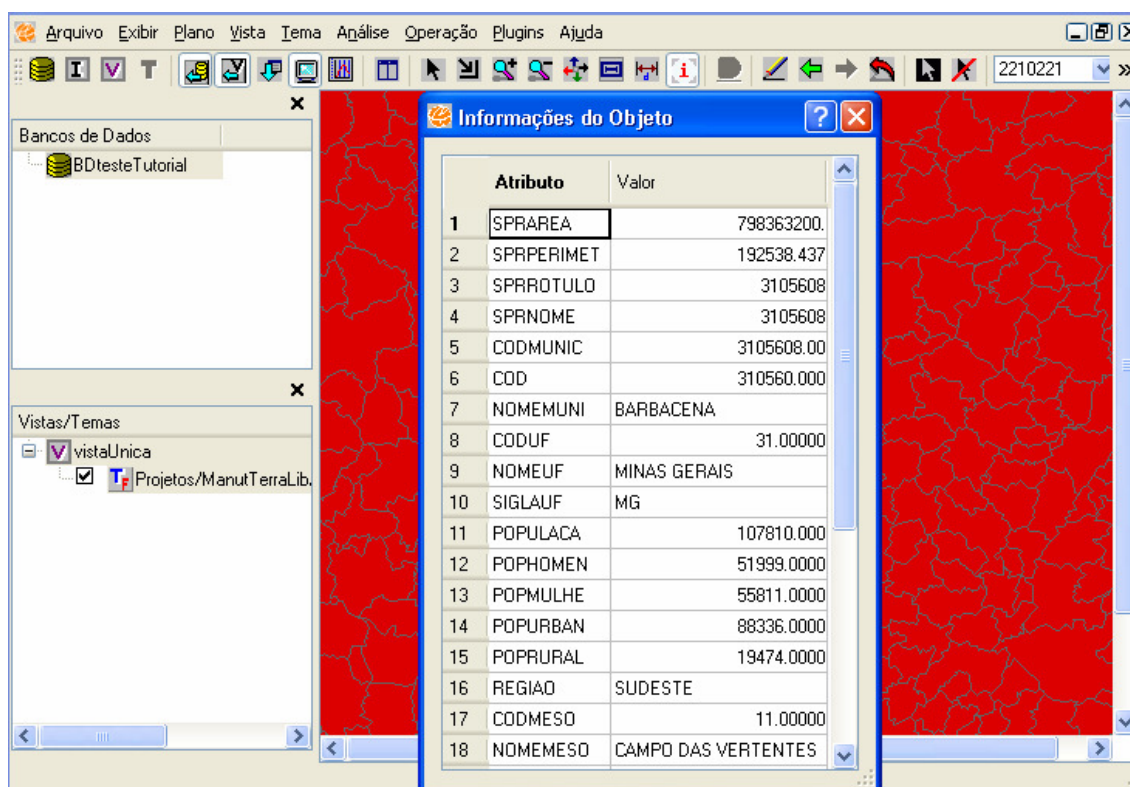 Arquivo Exibir Plano Vista Tema Análise Operação Plugins Ajuda
I V T 2210221 »
Bancos de Dados
BDtesteTutorial
Vistas/Temas
V vistaUnica
TF Projetos/ManutTerraLib.
Informações do Objeto
Atributo Valor
1 SPRAREA 798363200.
2 SPRPERIMET 192538.437
3 SPRROTULO 3105608
4 SPRNOME 3105608
5 CODMUNIC 3105608.00
6 COD 310560.000
7 NOMEMUNI BARBACENA
8 CODUF 31.00000
9 NOMEUF MINAS GERAIS
10 SIGLAUF MG
11 POPULACA 107810.000
12 POPHOMEN 51999.0000
13 POPMULHE 55811.0000
14 POPURBAN 88336.0000
15 POPRURAL 19474.0000
16 REGIAO SUDESTE
17 CODMESO 11.00000
18 NOMEMESO CAMPO DAS VERTENTES